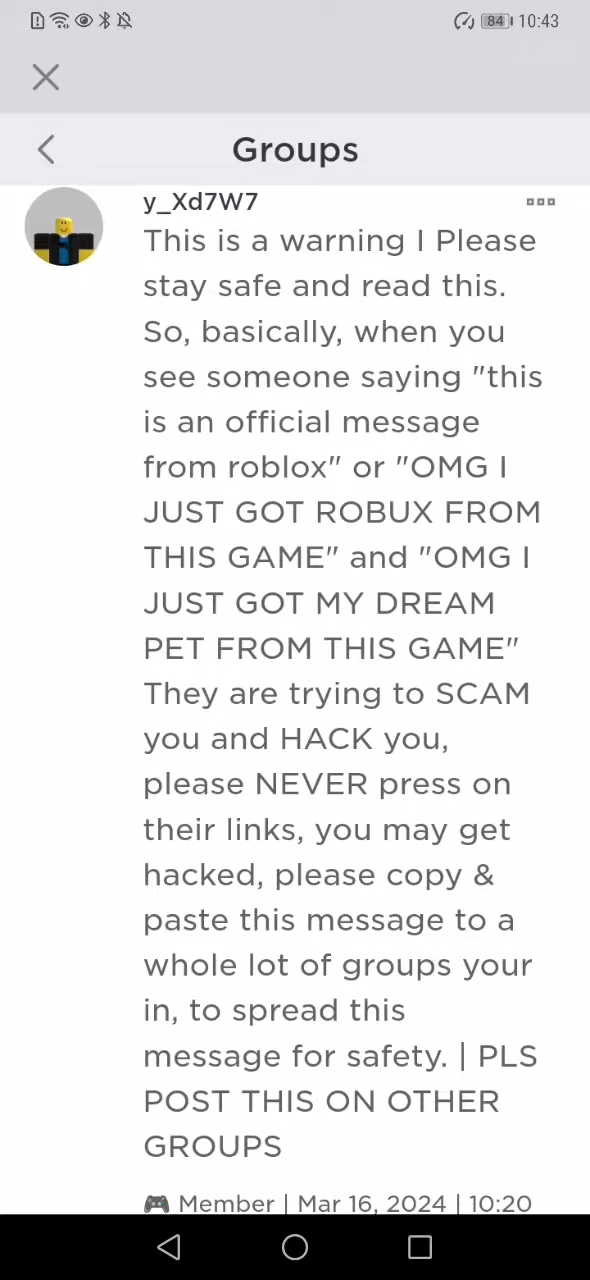 84 10:43
Groups
y_Xd7W7
This is a warning I Please
stay safe and read this.
So, basically, when you
see someone saying "this
is an official message
from roblox" or "OMG I
JUST GOT ROBUX FROM
THIS GAME" and "OMG I
JUST GOT MY DREAM
PET FROM THIS GAME"
They are trying to SCAM
you and HACK you,
please NEVER press on
their links, you may get
hacked, please copy &
paste this message to a
whole lot of groups your
in, to spread this
message for safety. | PLS
POST THIS ON OTHER
GROUPS
🎮 Member | Mar 16, 2024 | 10:20